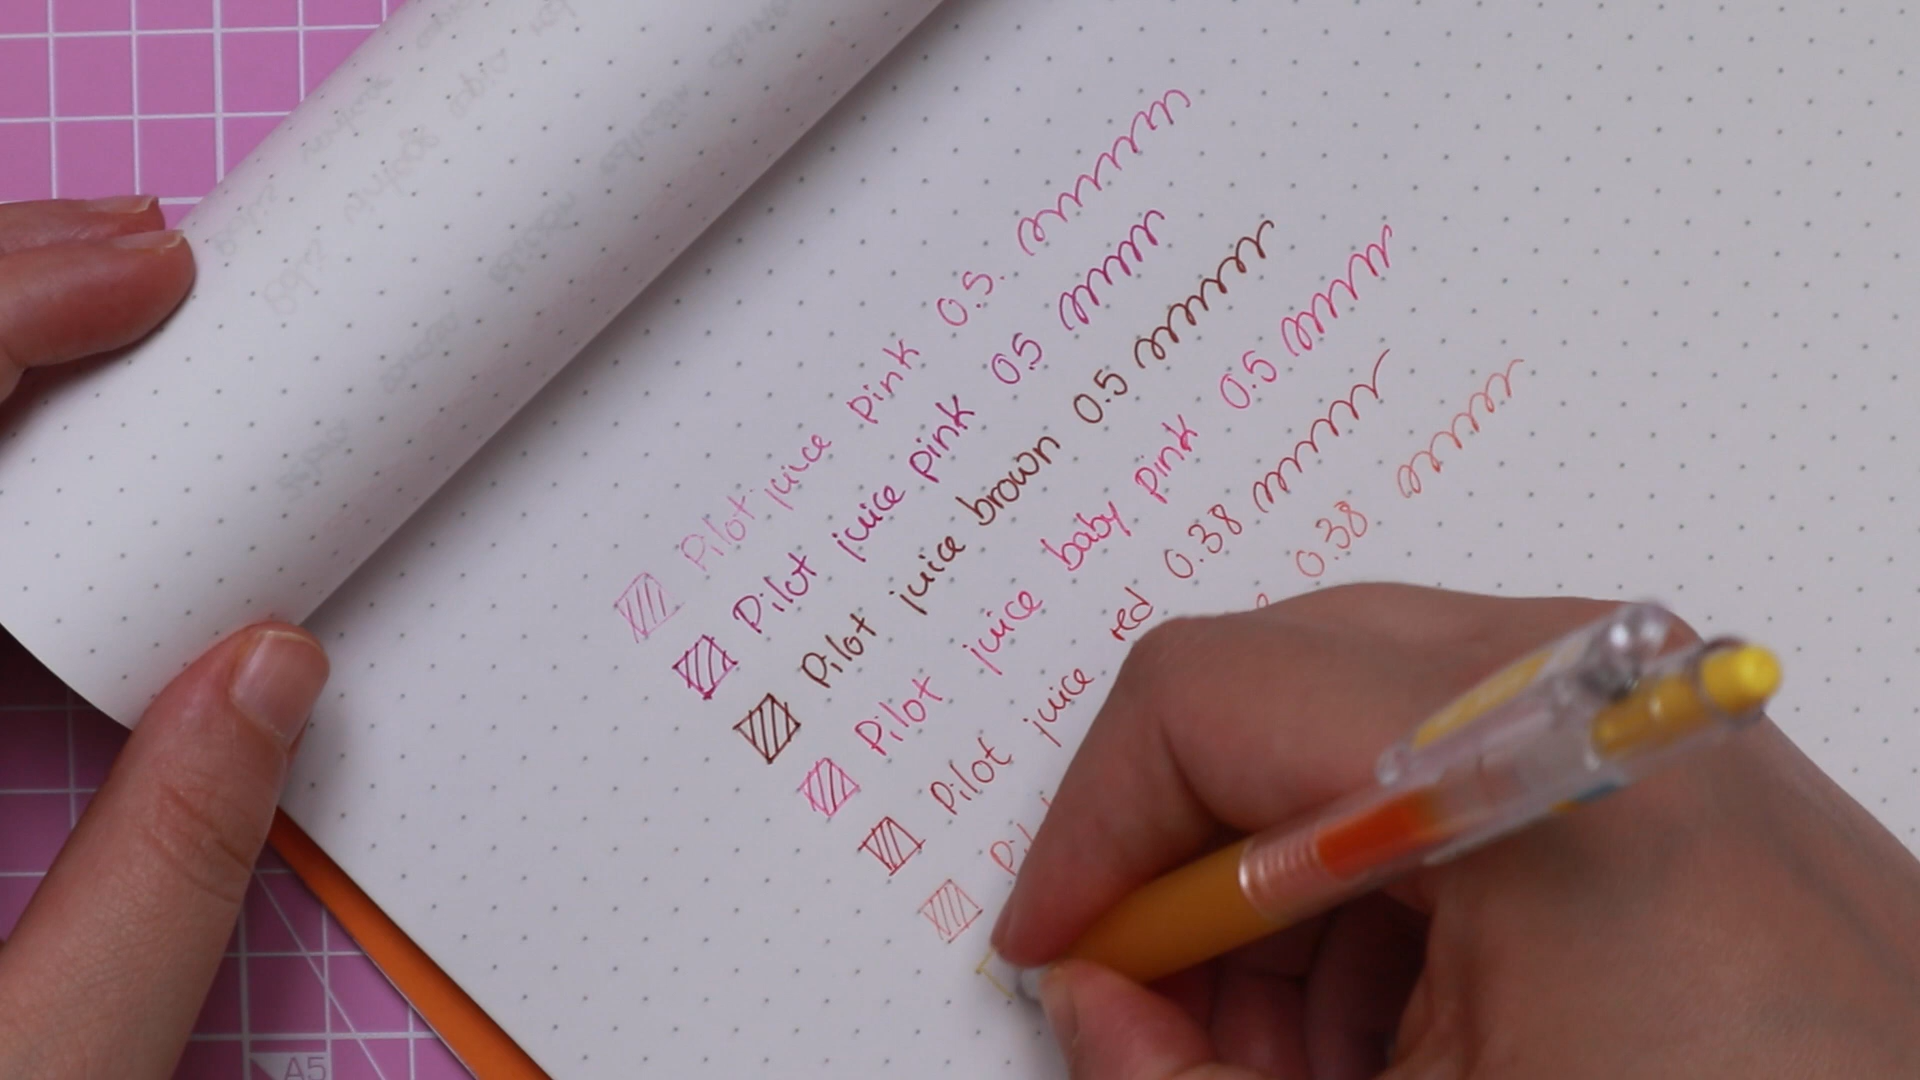 Pilot juice pink 0.5.
Pilot juice pink 0.5
Pilot juice brown 0.5
Pilot juice baby pink 0.5
Pilot juice red 0.38
0.38
A5